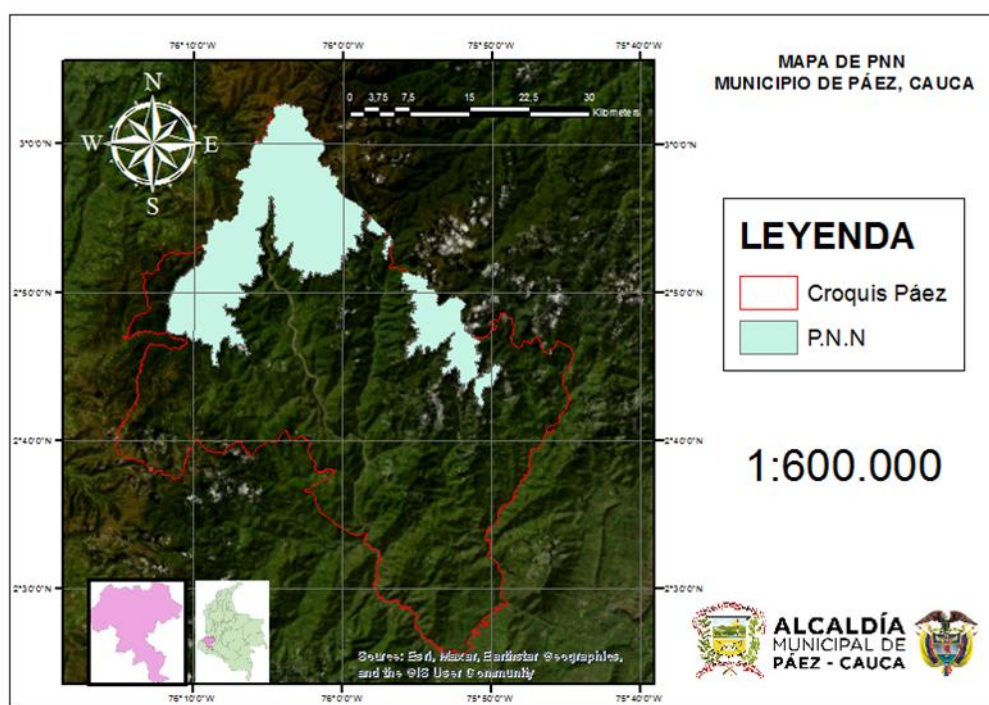 MAPA DE PNN
MUNICIPIO DE PÁEZ, CAUCA
76°10'0"W 76°0'0"W 75°50'0"W 75°40'0"W
0 3,75 7,5 15 22,5 30
Kilometers
N
W E
S
3°0'0"N 3°0'0"N
2°50'0"N 2°50'0"N
2°40'0"N 2°40'0"N
2°30'0"N 2°30'0"N
LEYENDA
Croquis Páez
P.N.N
1:600.000
Source: Esri, Maxar, Earthstar Geographics,
and the GIS User Community
76°10'0"W 76°0'0"W 75°50'0"W 75°40'0"W
ALCALDÍA
MUNICIPAL DE
PÁEZ - CAUCA